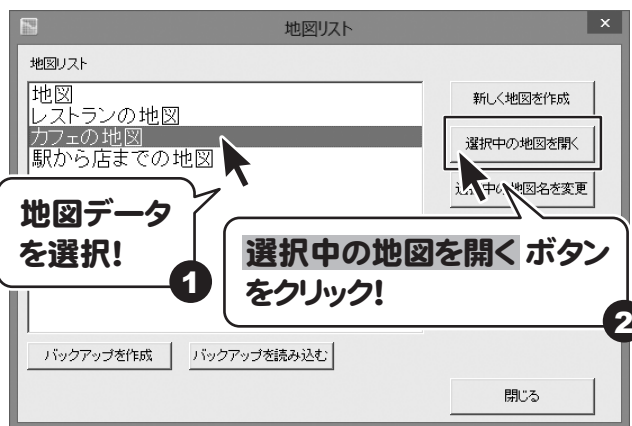 地図リスト
×
地図リスト
地図
レストランの地図
カフェの地図
駅から店までの地図
新しく地図を作成
選択中の地図を開く
選択中の地図名を変更
地図データ
を選択!
1
選択中の地図を開く ボタン
をクリック!
2
バックアップを作成
バックアップを読み込む
閉じる